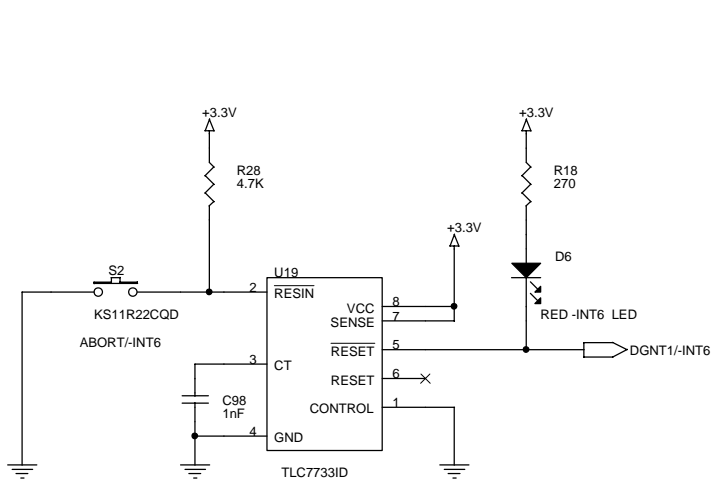 +3.3V
+3.3V
R28
4.7K
R18
270
+3.3V
D6
S2
U19
2
RESIN
KS11R22CQD
VCC
8
SENSE
7
RED -INT6 LED
ABORT/-INT6
RESET
5
DGNT1/-INT6
3
CT
RESET
6
C98
1nF
CONTROL
1
4
GND
TLC7733ID